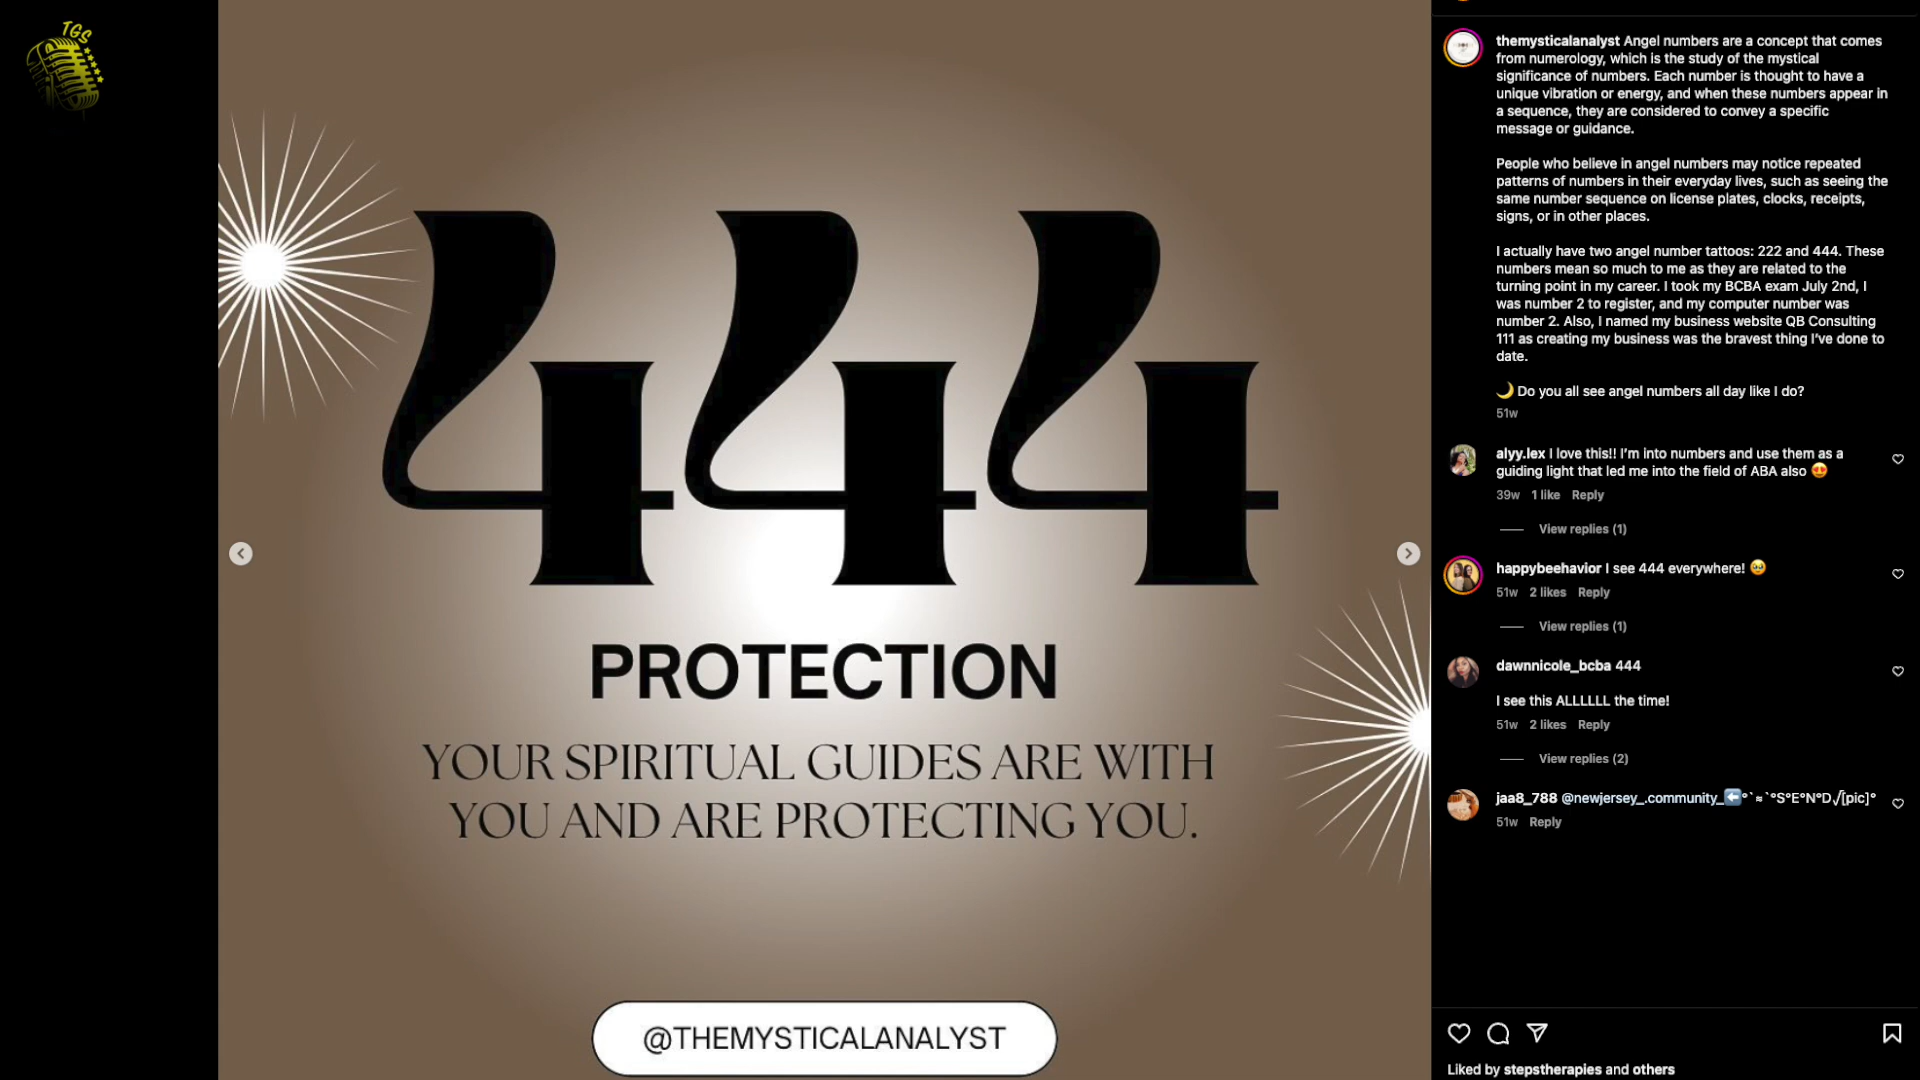 TGS
444
PROTECTION
YOUR SPIRITUAL GUIDES ARE WITH
YOU AND ARE PROTECTING YOU.
@THEMYSTICALANALYST
themysticalanalyst Angel numbers are a concept that comes
from numerology, which is the study of the mystical
significance of numbers. Each number is thought to have a
unique vibration or energy, and when these numbers appear in
a sequence, they are considered to convey a specific
message or guidance.
People who believe in angel numbers may notice repeated
patterns of numbers in their everyday lives, such as seeing the
same number sequence on license plates, clocks, receipts,
signs, or in other places.
I actually have two angel number tattoos: 222 and 444. These
numbers mean so much to me as they are related to the
turning point in my career. I took my BCBA exam July 2nd, I
was number 2 to register, and my computer number was
number 2. Also, I named my business website QB Consulting
111 as creating my business was the bravest thing I've done to
date.
🌙 Do you all see angel numbers all day like I do?
51w
alyy.lex I love this!! I'm into numbers and use them as a
guiding light that led me into the field of ABA also 😍
39w 1 like Reply
View replies (1)
happybeehavior I see 444 everywhere! 🥹
51w 2 likes Reply
View replies (1)
dawnnicole_bcba 444
I see this ALLLLLL the time!
51w 2 likes Reply
View replies (2)
jaa8_788 @newjersey_.community_⬅️°`≈`°S°E°N°D√[pic]°
51w Reply
Liked by stepstherapies and others